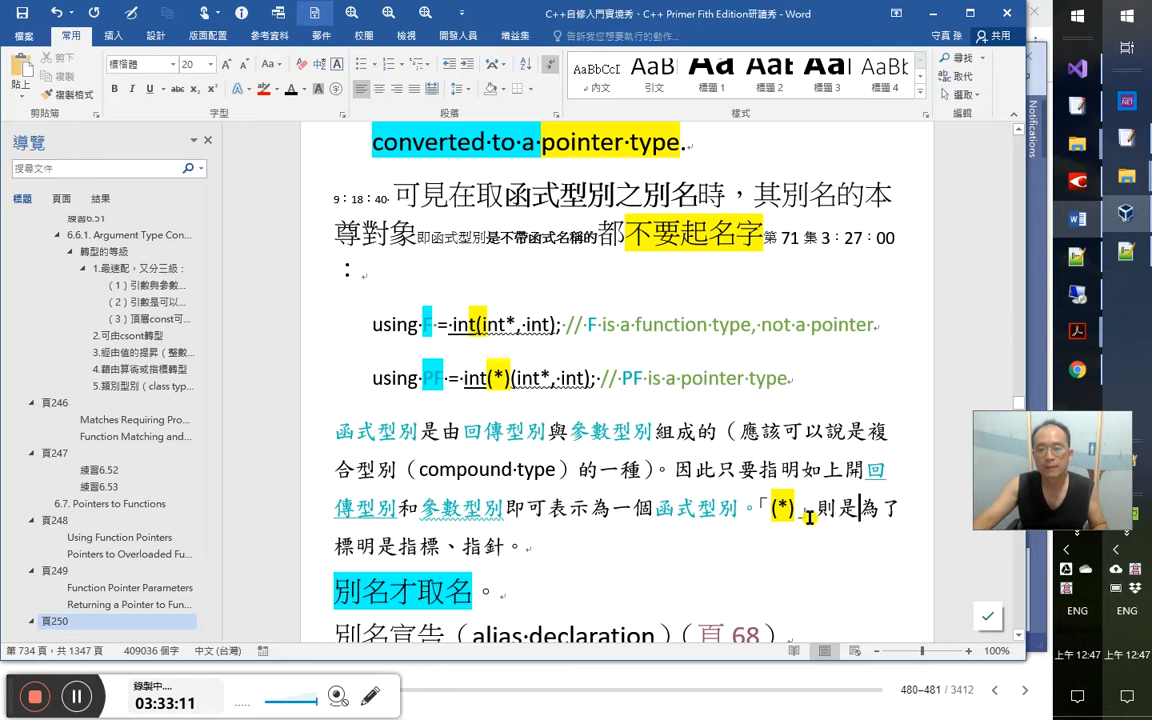 C++自修入門實境秀、C++ Primer Fith Edition研讀秀 - Word
檔案 常用 插入 設計 版面配置 參考資料 郵件 校閱 檢視 開發人員 增益集 告訴我您想要執行的動作... 守真 孫 共用
貼上 剪下 複製 複製格式 剪貼簿
標楷體 20 字型
段落
AaBbCcI 內文
AaB 標題
AaB 標題 1
AaB 標題 2
AaB 標題 3
AaBbC 標題 4
樣式
尋找 取代 選取 編輯
導覽
搜尋文件
標題 頁面 結果
練習6.51
6.6.1. Argument Type Con...
轉型的等級
1.最速配，又分三級：
（1）引數與參數...
（2）引數是可以...
（3）頂層const可...
2.可由csont轉型
3.經由值的提昇（整數...
4.藉由算術或指標轉型
5.類別型別（class typ...
頁246
Matches Requiring Pro...
Function Matching and...
頁247
練習6.52
練習6.53
6.7. Pointers to Functions
頁248
Using Function Pointers
Pointers to Overloaded Fu...
頁249
Function Pointer Parameters
Returning a Pointer to Fun...
頁250
converted·to·a·pointer·type.
9：18：40·可見在取函式型別之別名時，其別名的本
尊對象即函式型別是不帶函式名稱的都不要起名字第 71 集 3：27：00
：
using·F·=·int(int*,·int);·//·F·is·a·function·type,·not·a·pointer
using·PF·=·int(*)(int*,·int);·//·PF·is·a·pointer·type
函式型別是由回傳型別與參數型別組成的（應該可以說是複
合型別（compound·type）的一種）。因此只要指明如上開回
傳型別和參數型別即可表示為一個函式型別。「(*)」則是為了
標明是指標、指針。
別名才取名。
別名宣告（alias·declaration）（頁 68）
第 734 頁，共 1347 頁 409036 個字 中文 (台灣) 100%
錄製中...
03:33:11
480–481 / 3412
Notifications
ENG ENG
上午 12:47 上午 12:47